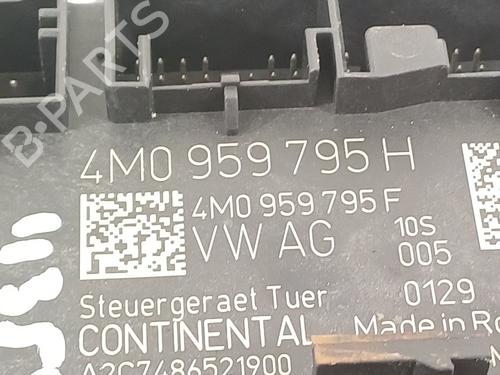 B-PARTS
4M0 959 795 H
4M0 959 795 F
VW AG
10S
005
Steuergeraet Tuer
0129
CONTINENTAL
Made in Ro
A2C7486521900